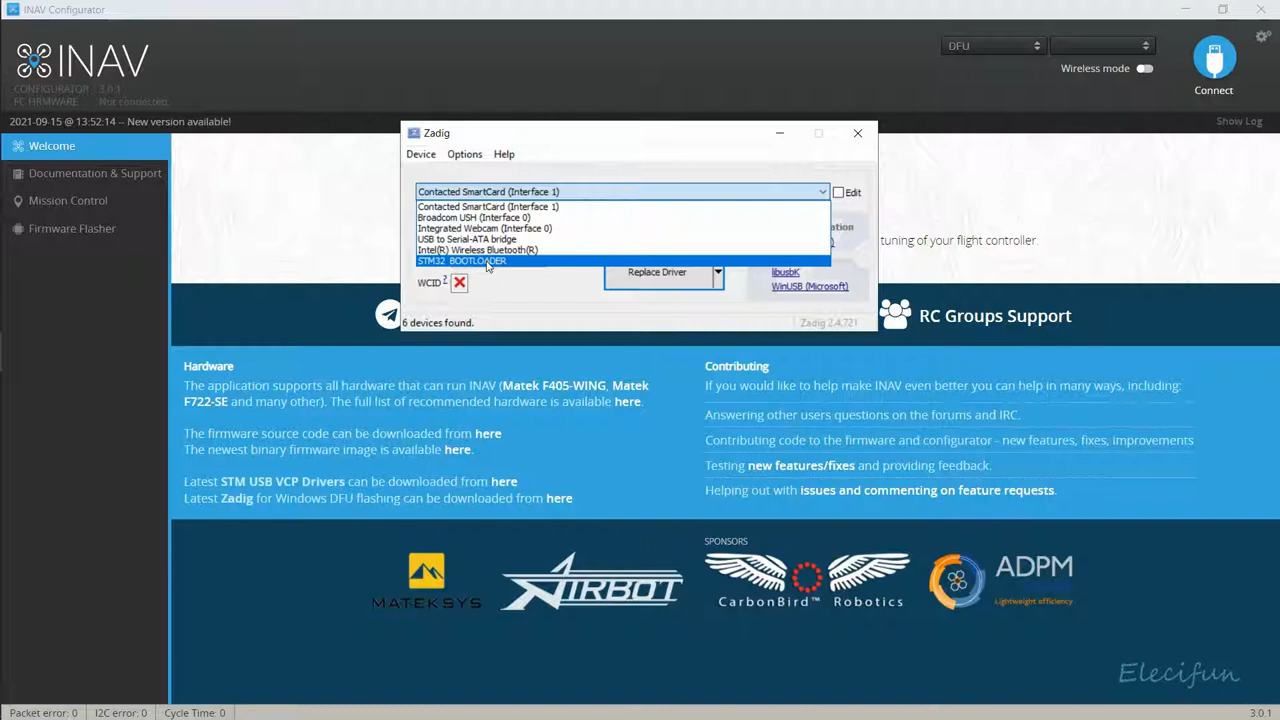 INAV Configurator
INAV
CONFIGURATOR 3.0.1
FC FIRMWARE Not connected
DFU
Wireless mode
Connect
2021-09-15 @ 13:52:14 -- New version available!
Show Log
Welcome
Documentation & Support
Mission Control
Firmware Flasher
Zadig
Device Options Help
Contacted SmartCard (Interface 1)
Edit
Contacted SmartCard (Interface 1)
Broadcom USH (Interface 0)
Integrated Webcam (Interface 0)
USB to Serial-ATA bridge
Intel(R) Wireless Bluetooth(R)
STM32 BOOTLOADER
WCID ?
Replace Driver
libusbK
WinUSB (Microsoft)
6 devices found.
Zadig 2.4.721
tuning of your flight controller.
RC Groups Support
Hardware
The application supports all hardware that can run INAV (Matek F405-WING, Matek
F722-SE and many other). The full list of recommended hardware is available here.
The firmware source code can be downloaded from here
The newest binary firmware image is available here.
Latest STM USB VCP Drivers can be downloaded from here
Latest Zadig for Windows DFU flashing can be downloaded from here
Contributing
If you would like to help make INAV even better you can help in many ways, including:
Answering other users questions on the forums and IRC.
Contributing code to the firmware and configurator - new features, fixes, improvements
Testing new features/fixes and providing feedback.
Helping out with issues and commenting on feature requests.
SPONSORS
MATEKSYS
AIRBOT
CarbonBird™ Robotics
ADPM
Lightweight efficiency
Elecifun
Packet error: 0 I2C error: 0 Cycle Time: 0
3.0.1